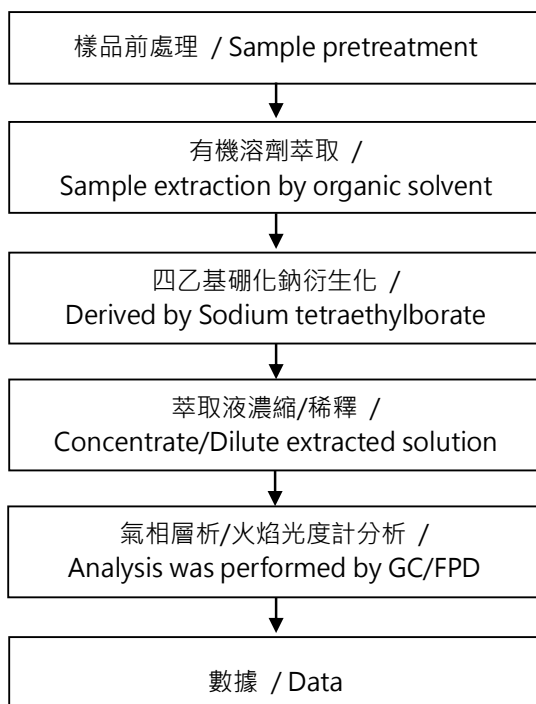 樣品前處理 / Sample pretreatment
有機溶劑萃取 /
Sample extraction by organic solvent
四乙基硼化鈉衍生化 /
Derived by Sodium tetraethylborate
萃取液濃縮/稀釋 /
Concentrate/Dilute extracted solution
氣相層析/火焰光度計分析 /
Analysis was performed by GC/FPD
數據 / Data